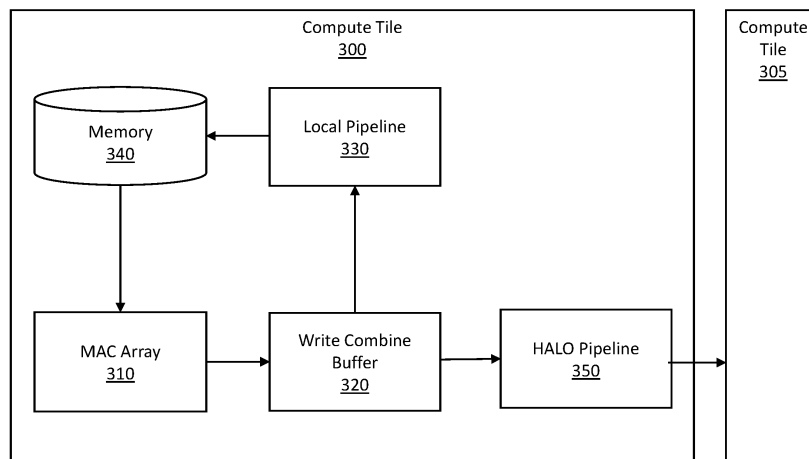 Compute Tile
300
Compute
Tile
305
Memory
340
Local Pipeline
330
MAC Array
310
Write Combine
Buffer
320
HALO Pipeline
350